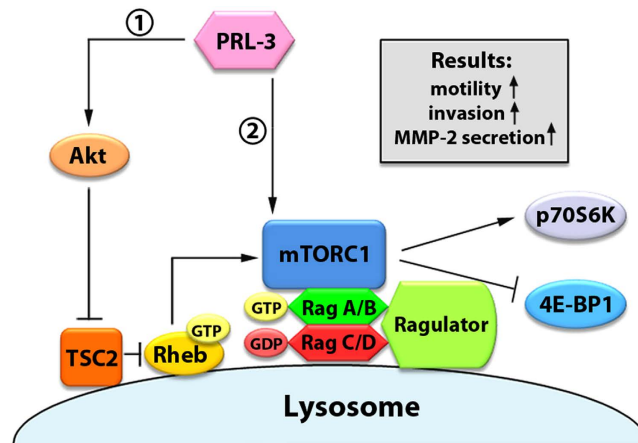 ①
PRL-3
Results:
motility ↑
invasion ↑
MMP-2 secretion ↑
②
Akt
p70S6K
mTORC1
GTP
Rag A/B
4E-BP1
Ragulator
GTP
TSC2
Rheb
GDP
Rag C/D
Lysosome